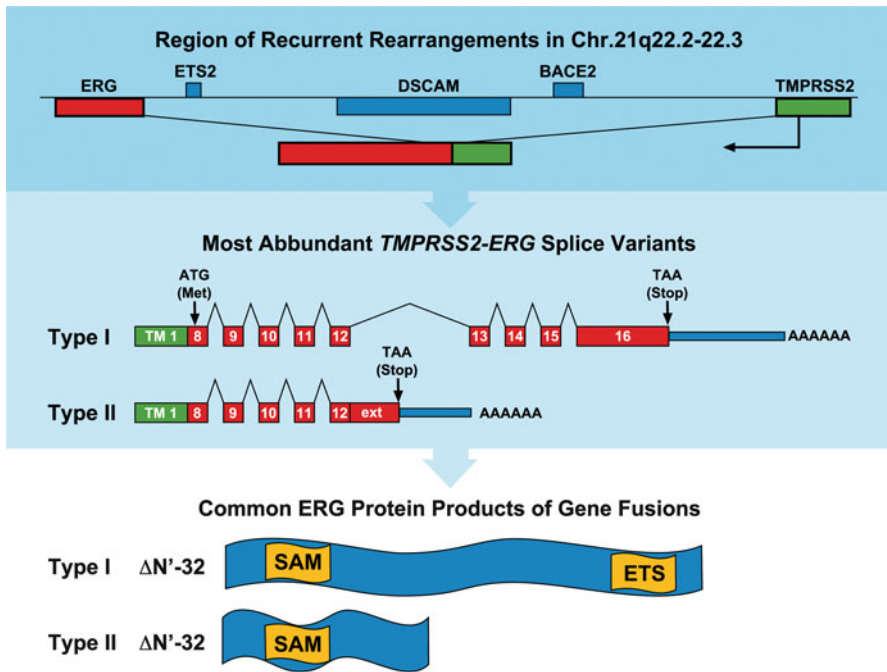 Region of Recurrent Rearrangements in Chr.21q22.2-22.3
ERG ETS2 DSCAM BACE2 TMPRSS2
Most Abbundant TMPRSS2-ERG Splice Variants
ATG
(Met)
TAA
(Stop)
Type I TM 1 8 9 10 11 12 13 14 15 16 AAAAAA
TAA
(Stop)
Type II TM 1 8 9 10 11 12 ext AAAAAA
Common ERG Protein Products of Gene Fusions
Type I ΔN’-32 SAM ETS
Type II ΔN’-32 SAM